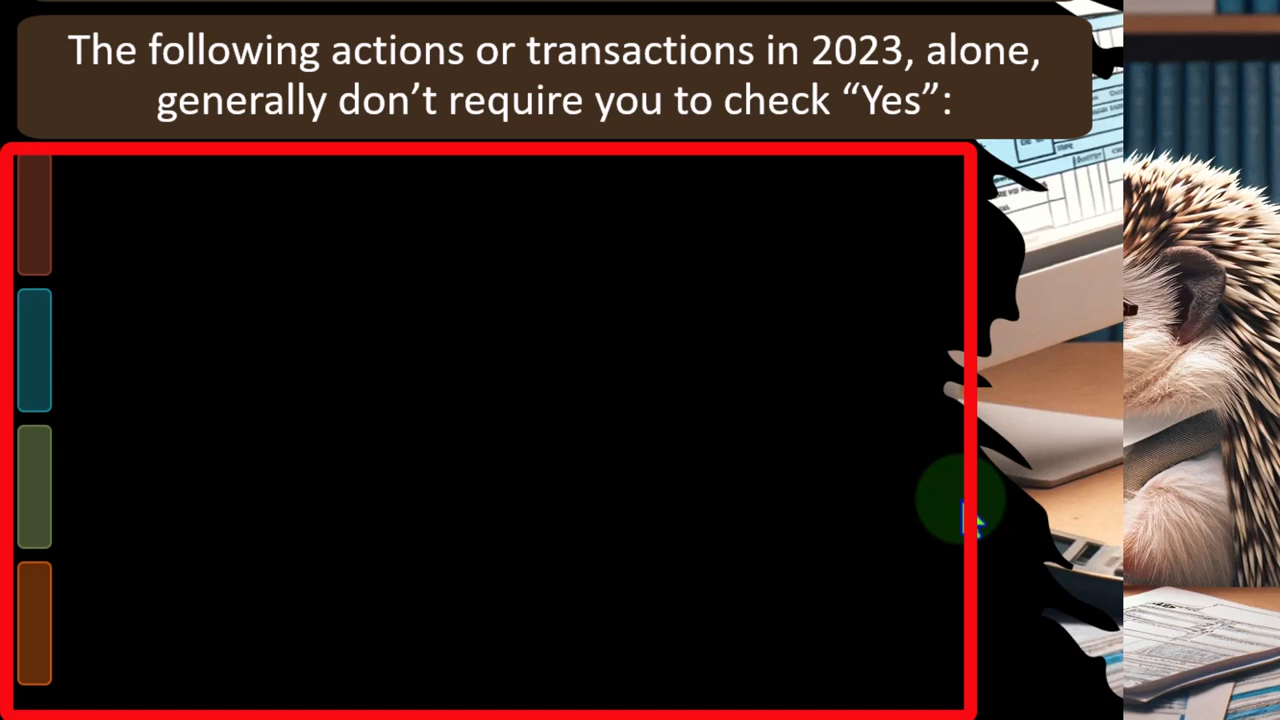 The following actions or transactions in 2023, alone,
generally don’t require you to check “Yes”: